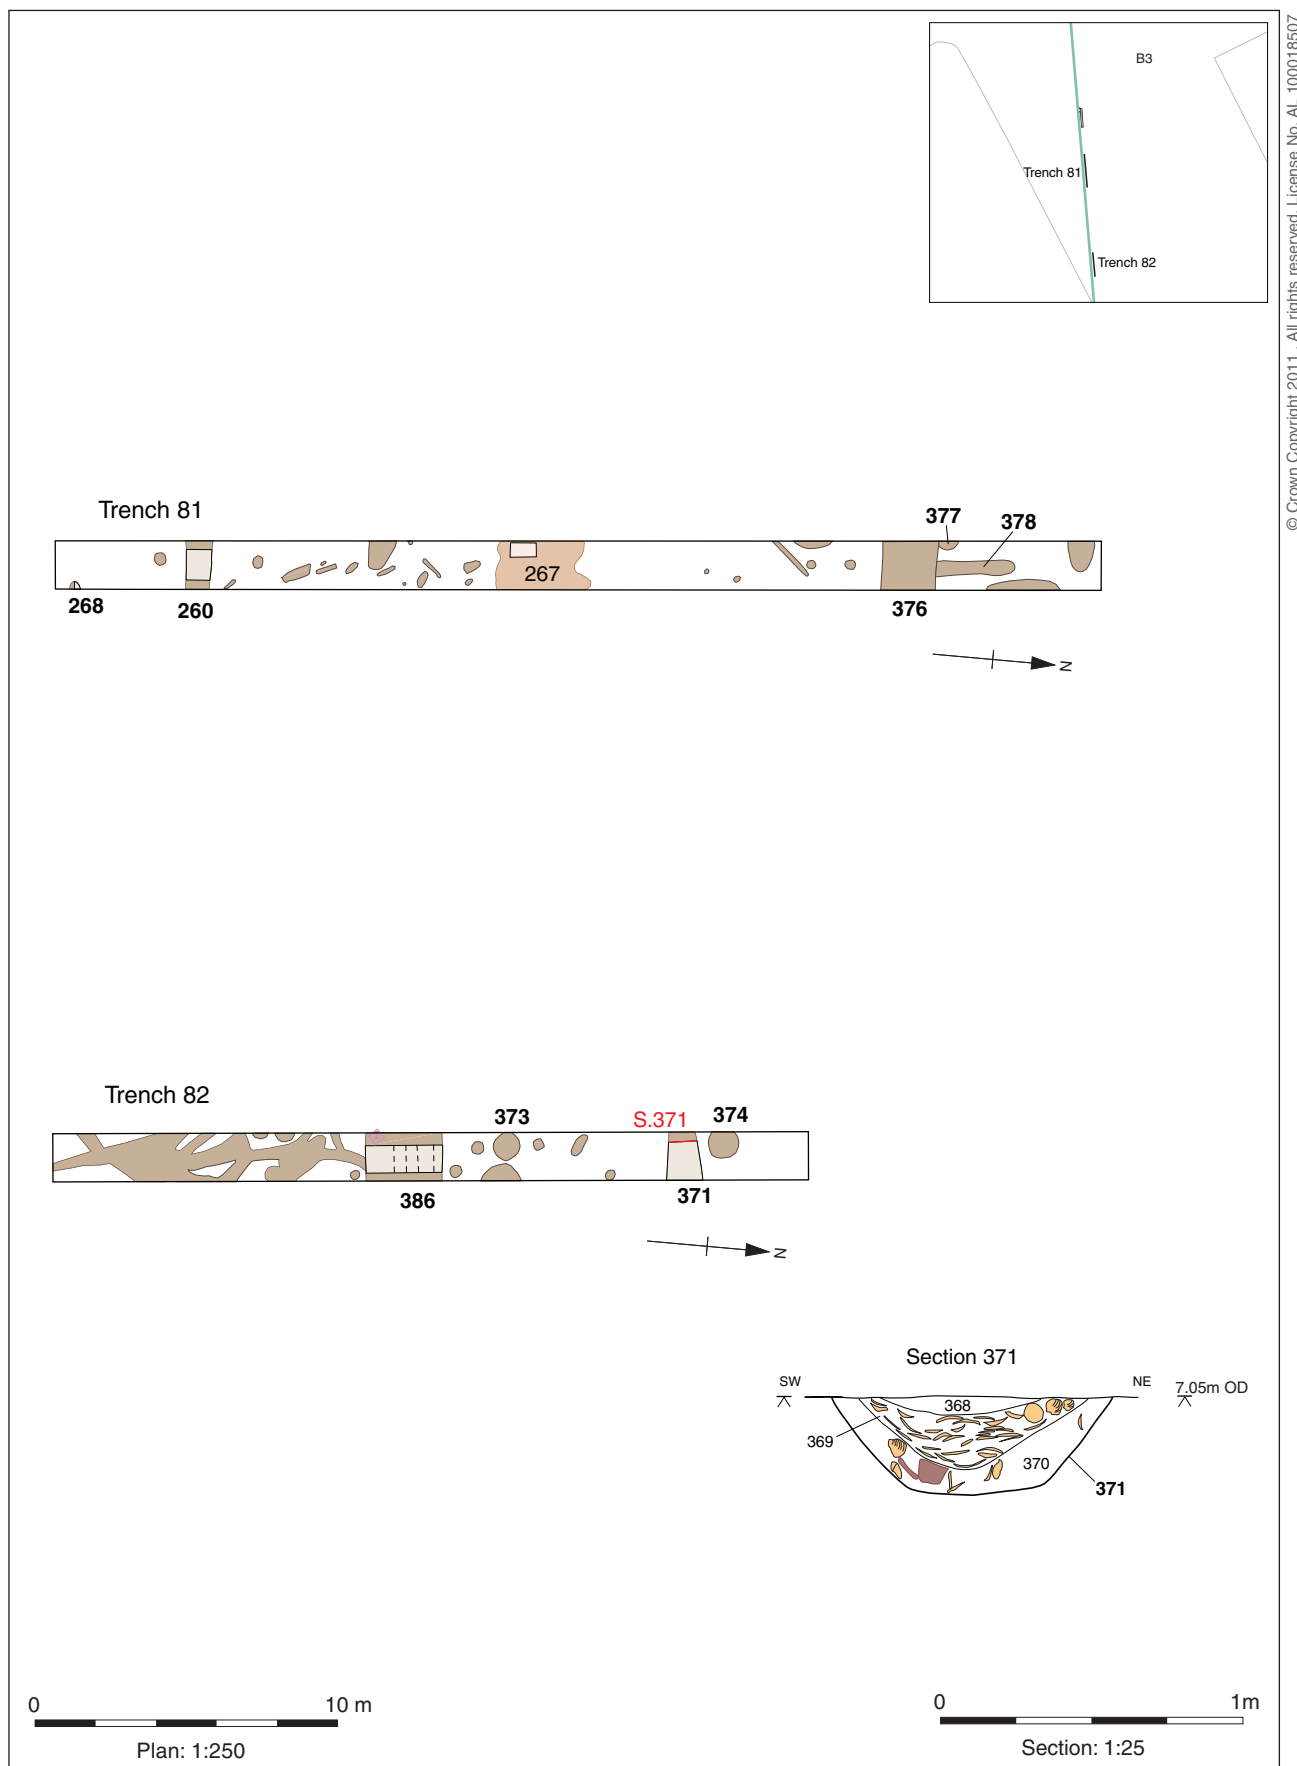 B3
Trench 81
Trench 82
© Crown Copyright 2011 . All rights reserved. License No. AL 100018507
Trench 81
377
378
267
268
260
376
N
Trench 82
373
S.371
374
386
371
N
Section 371
SW
NE
7.05m OD
368
369
370
371
0
10 m
Plan: 1:250
0
1m
Section: 1:25